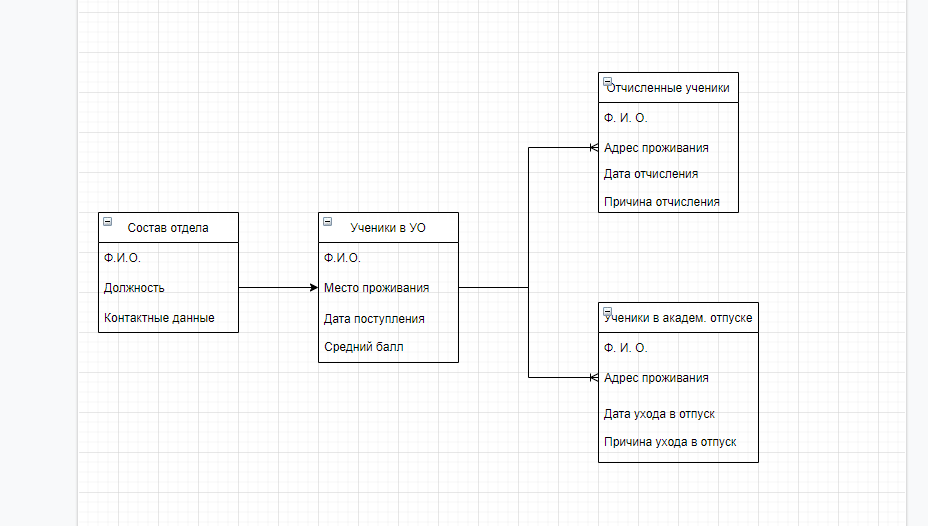 Состав отдела
Ф.И.О.
Должность
Контактные данные
Ученики в УО
Ф.И.О.
Место проживания
Дата поступления
Средний балл
Отчисленные ученики
Ф. И. О.
Адрес проживания
Дата отчисления
Причина отчисления
Ученики в академ. отпуске
Ф. И. О.
Адрес проживания
Дата ухода в отпуск
Причина ухода в отпуск